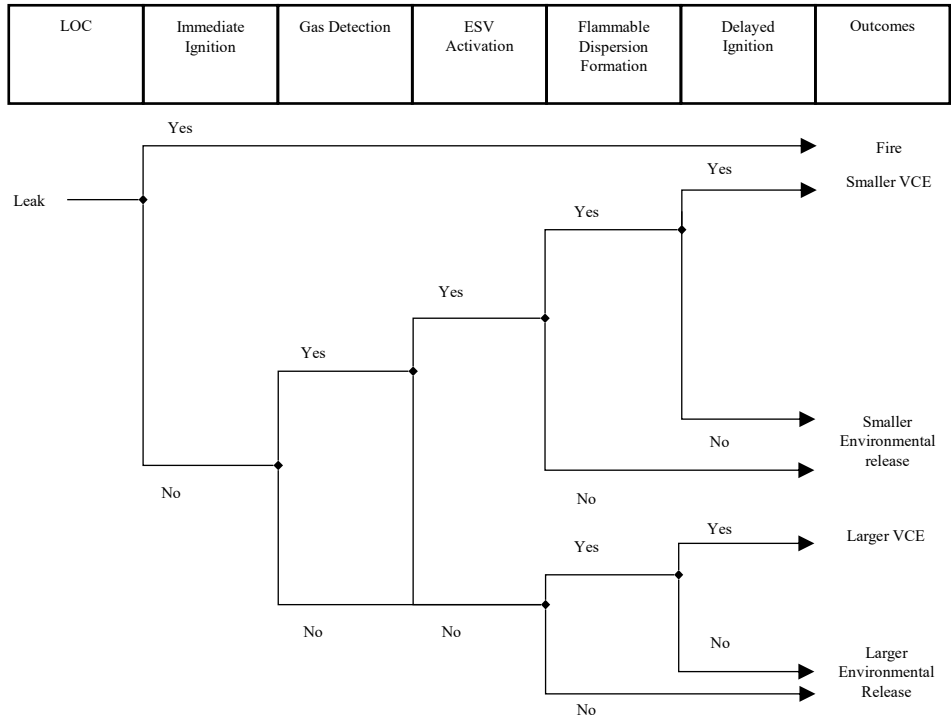 LOC
Immediate
Ignition
Gas Detection
ESV
Activation
Flammable
Dispersion
Formation
Delayed
Ignition
Outcomes
Yes
Fire
Yes
Smaller VCE
Leak
Yes
Yes
Yes
No
Smaller
Environmental
release
No
No
Yes
Larger VCE
Yes
No
No
No
Larger
Environmental
Release
No